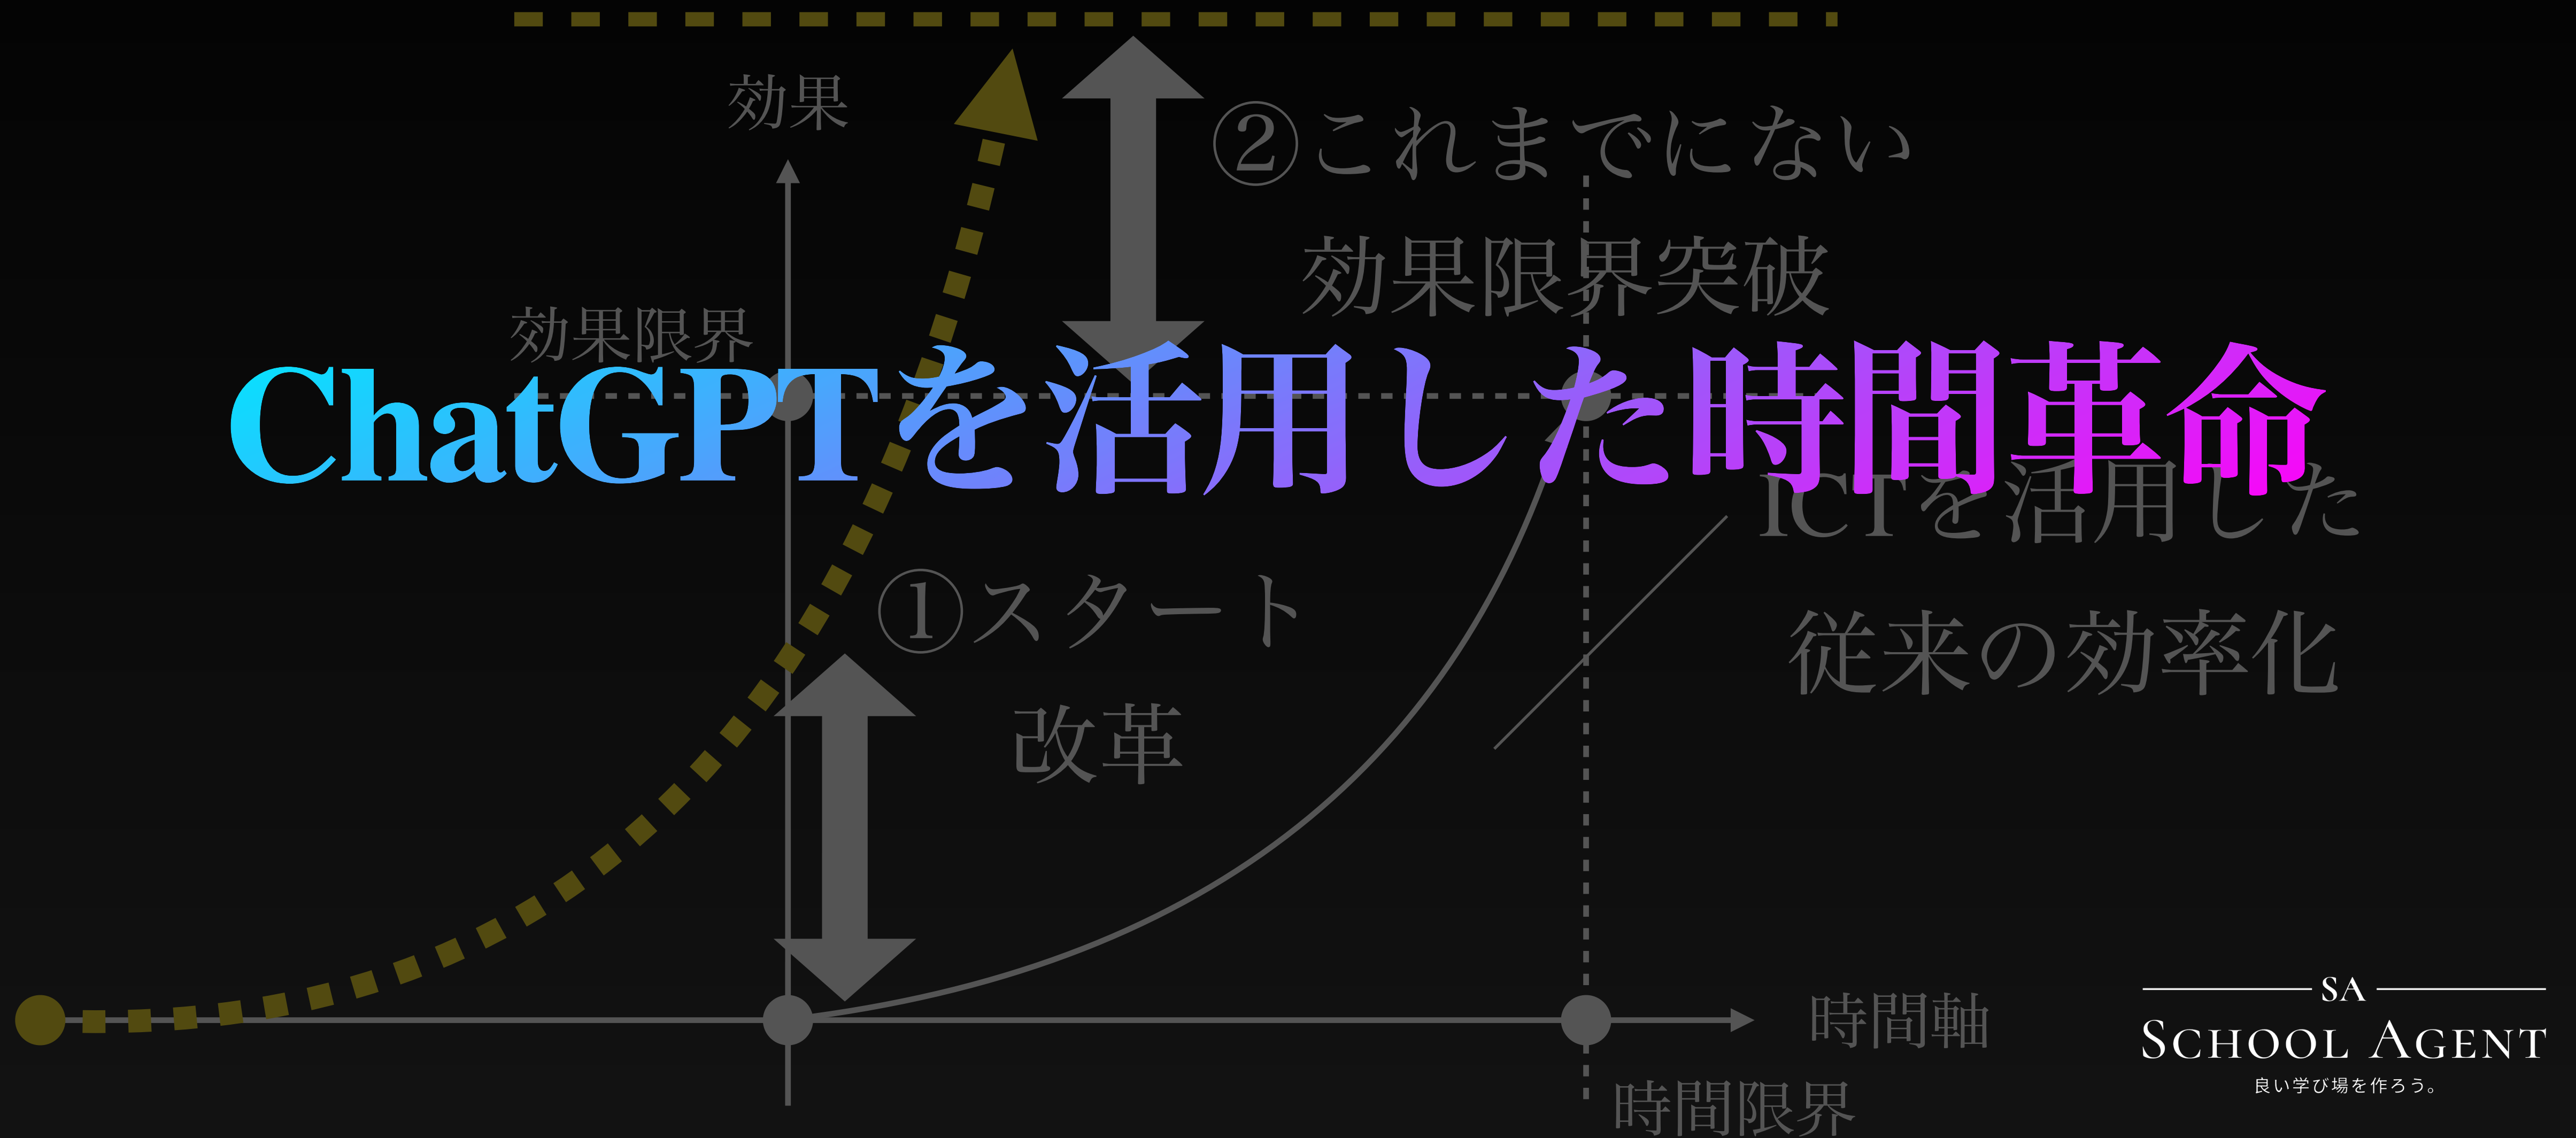 効果
②これまでにない
効果限界突破
効果限界
ChatGPTを活用した時間革命
ICTを活用した
従来の効率化
①スタート
改革
時間軸
時間限界
SA
SCHOOL AGENT
良い学び場を作ろう。